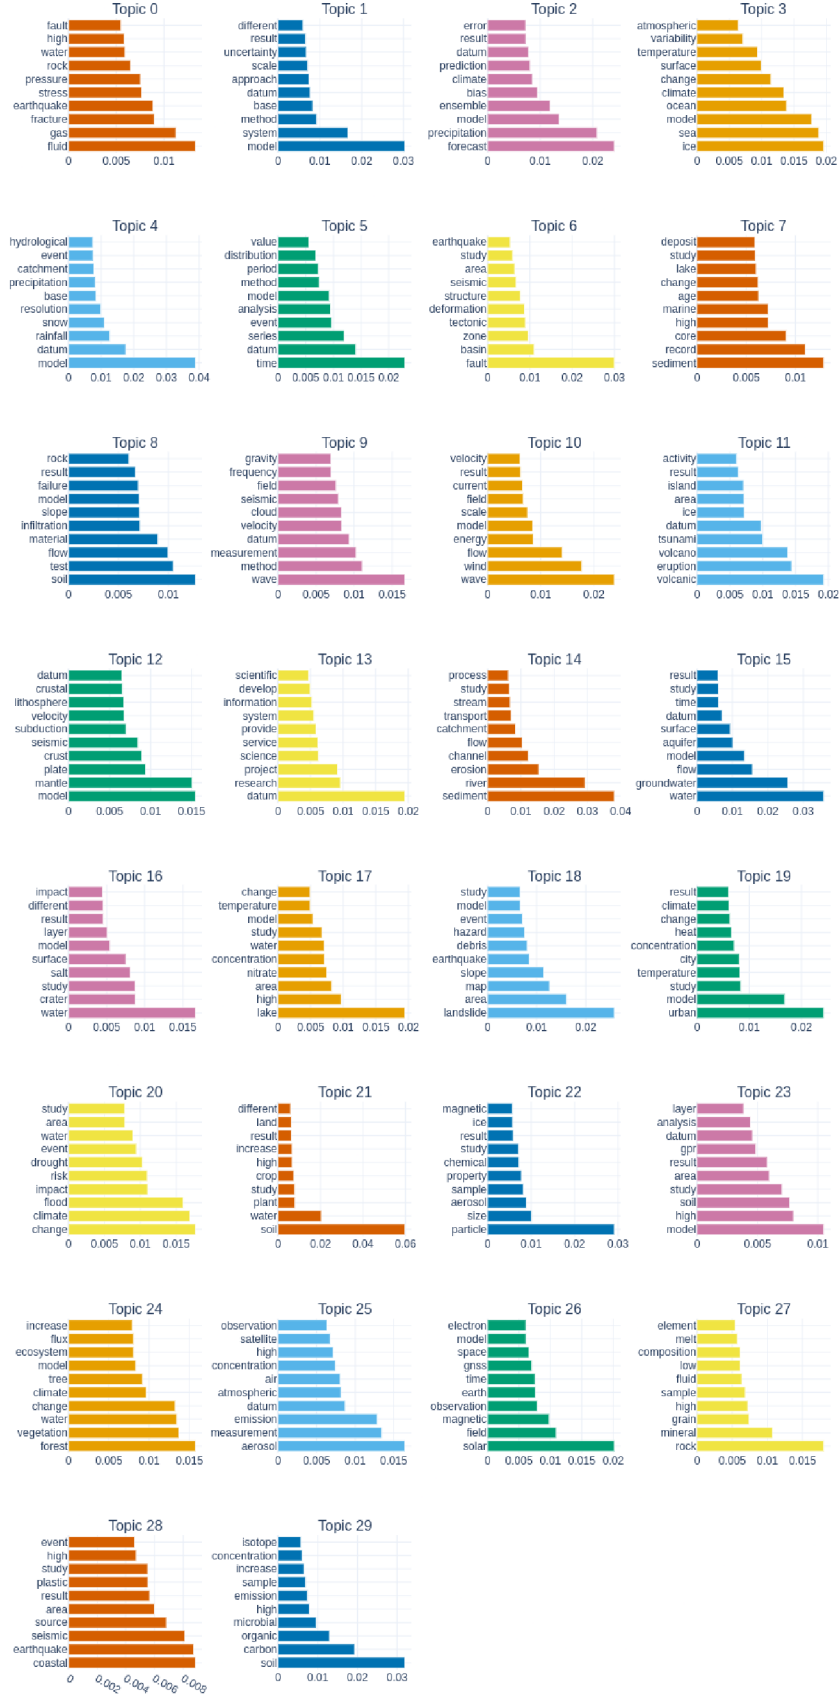 Topic 0
fault
high
water
rock
pressure
stress
earthquake
fracture
gas
fluid
0 0.005 0.01
Topic 1
different
result
uncertainty
scale
approach
datum
base
method
system
model
0 0.01 0.02 0.03
Topic 2
error
result
datum
prediction
climate
bias
ensemble
model
precipitation
forecast
0 0.01 0.02
Topic 3
atmospheric
variability
temperature
surface
change
climate
ocean
model
sea
ice
0 0.005 0.01 0.015 0.02
Topic 4
hydrological
event
catchment
precipitation
base
resolution
snow
rainfall
datum
model
0 0.01 0.02 0.03 0.04
Topic 5
value
distribution
period
method
model
analysis
event
series
datum
time
0 0.005 0.01 0.015 0.02
Topic 6
earthquake
study
area
seismic
structure
deformation
tectonic
zone
basin
fault
0 0.01 0.02 0.03
Topic 7
deposit
study
lake
change
age
marine
high
core
record
sediment
0 0.005 0.01
Topic 8
rock
result
failure
model
slope
infiltration
material
flow
test
soil
0 0.005 0.01
Topic 9
gravity
frequency
field
seismic
cloud
velocity
datum
measurement
method
wave
0 0.005 0.01 0.015
Topic 10
velocity
result
current
field
scale
model
energy
flow
wind
wave
0 0.01 0.02
Topic 11
activity
result
island
area
ice
datum
tsunami
volcano
eruption
volcanic
0 0.005 0.01 0.015 0.02
Topic 12
datum
crustal
lithosphere
velocity
subduction
seismic
crust
plate
mantle
model
0 0.005 0.01 0.015
Topic 13
scientific
develop
information
system
provide
service
science
project
research
datum
0 0.005 0.01 0.015 0.02
Topic 14
process
study
stream
transport
catchment
flow
channel
erosion
river
sediment
0 0.01 0.02 0.03 0.04
Topic 15
result
study
time
datum
surface
aquifer
model
flow
groundwater
water
0 0.01 0.02 0.03
Topic 16
impact
different
result
layer
model
surface
salt
study
crater
water
0 0.005 0.01 0.015
Topic 17
change
temperature
model
study
water
concentration
nitrate
area
high
lake
0 0.005 0.01 0.015 0.02
Topic 18
study
model
event
hazard
debris
earthquake
slope
map
area
landslide
0 0.01 0.02
Topic 19
result
climate
change
heat
concentration
city
temperature
study
model
urban
0 0.01 0.02
Topic 20
study
area
water
event
drought
risk
impact
flood
climate
change
0 0.005 0.01 0.015
Topic 21
different
land
result
increase
high
crop
study
plant
water
soil
0 0.02 0.04 0.06
Topic 22
magnetic
ice
result
study
chemical
property
sample
aerosol
size
particle
0 0.01 0.02 0.03
Topic 23
layer
analysis
datum
gpr
result
area
study
soil
high
model
0 0.005 0.01
Topic 24
increase
flux
ecosystem
model
tree
climate
change
water
vegetation
forest
0 0.005 0.01 0.015
Topic 25
observation
satellite
high
concentration
air
atmospheric
datum
emission
measurement
aerosol
0 0.005 0.01 0.015
Topic 26
electron
model
space
gnss
time
earth
observation
magnetic
field
solar
0 0.005 0.01 0.015 0.02
Topic 27
element
melt
composition
low
fluid
sample
high
grain
mineral
rock
0 0.005 0.01 0.015
Topic 28
event
high
study
plastic
result
area
source
seismic
earthquake
coastal
0 0.002 0.004 0.006 0.008
Topic 29
isotope
concentration
increase
sample
emission
high
microbial
organic
carbon
soil
0 0.01 0.02 0.03